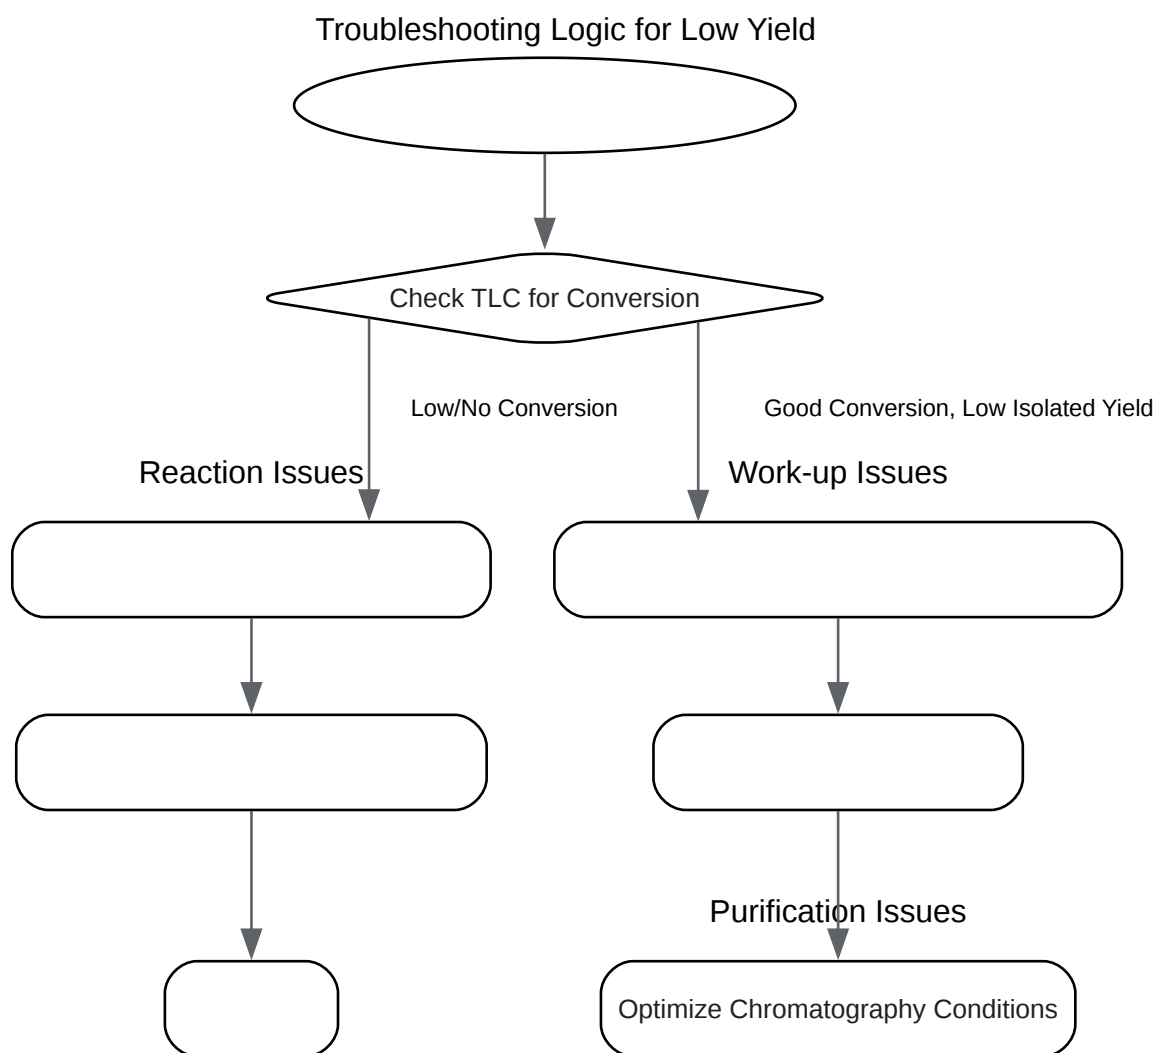 Troubleshooting Logic for Low Yield
Check TLC for Conversion
Low/No Conversion
Good Conversion, Low Isolated Yield
Reaction Issues
Work-up Issues
Purification Issues
Optimize Chromatography Conditions